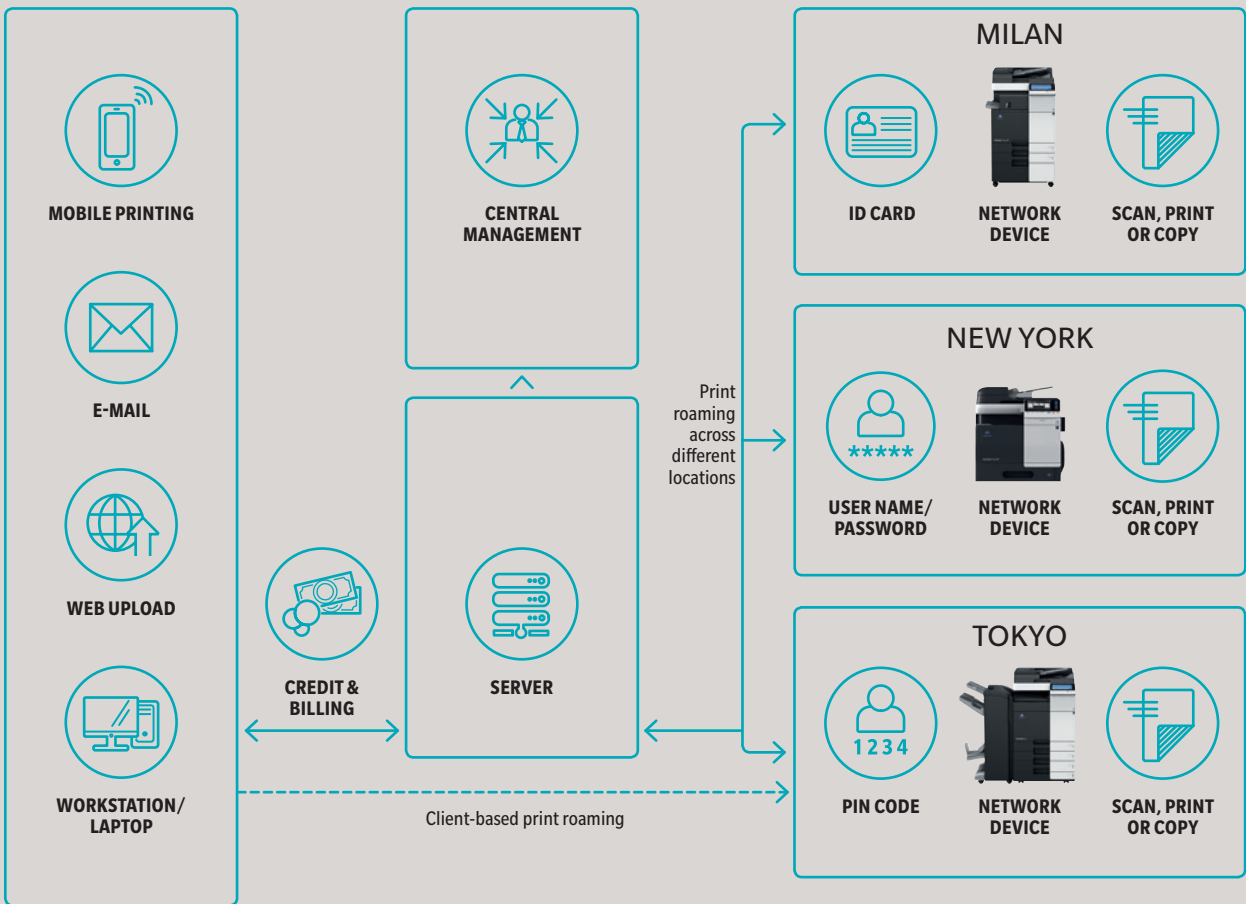 MOBILE PRINTING
E-MAIL
WEB UPLOAD
WORKSTATION/
LAPTOP
CREDIT &
BILLING
CENTRAL
MANAGEMENT
SERVER
Client-based print roaming
Print
roaming
across
different
locations
MILAN
ID CARD
NETWORK
DEVICE
SCAN, PRINT
OR COPY
NEW YORK
*****
USER NAME/
PASSWORD
NETWORK
DEVICE
SCAN, PRINT
OR COPY
TOKYO
1234
PIN CODE
NETWORK
DEVICE
SCAN, PRINT
OR COPY